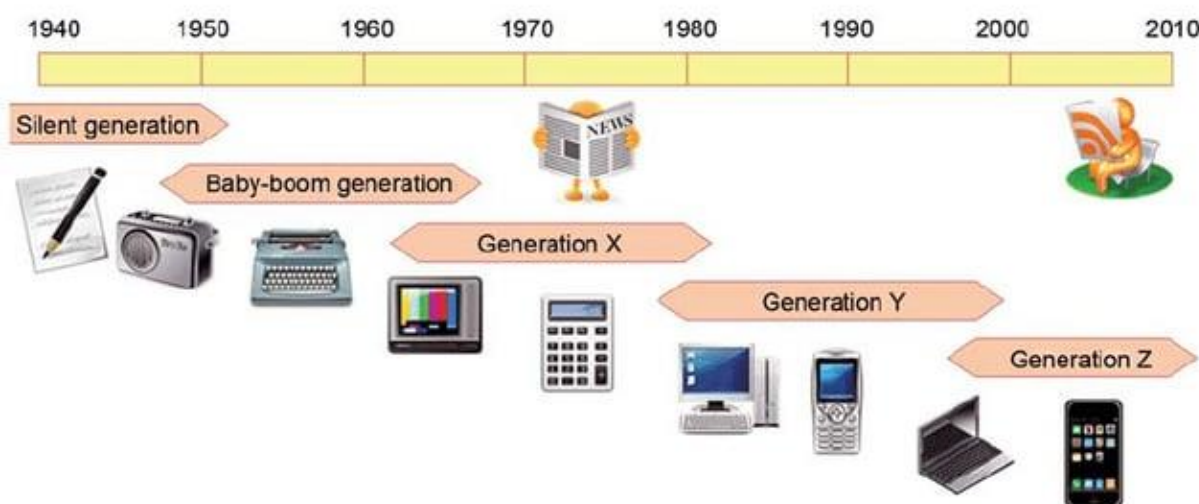 1940 1950 1960 1970 1980 1990 2000 2010
Silent generation
NEWS
Baby-boom generation
Generation X
Generation Y
Generation Z